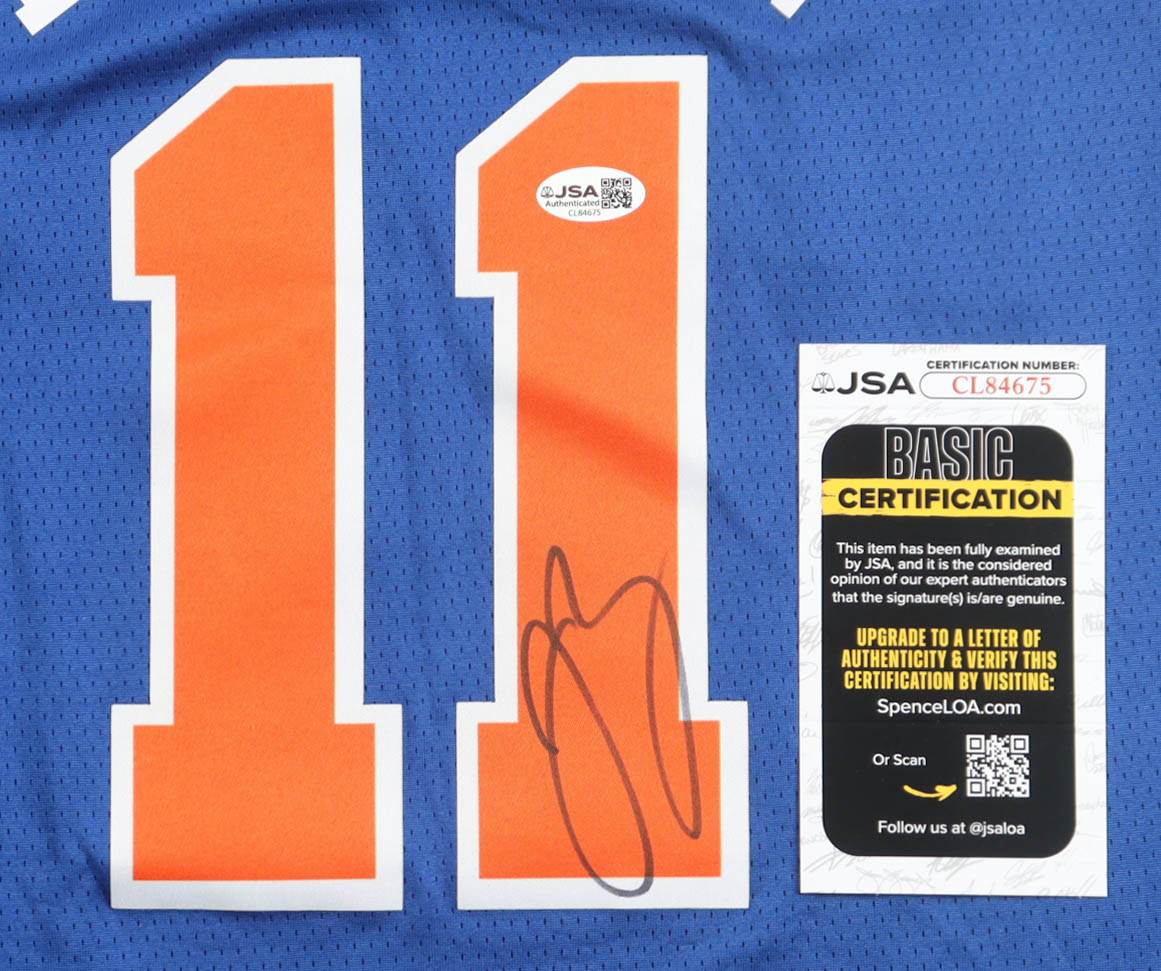 11
JSA
Authenticated
CL84675
JSA
CERTIFICATION NUMBER:
CL84675
BASIC
CERTIFICATION
This item has been fully examined
by JSA, and it is the considered
opinion of our expert authenticators
that the signature(s) is/are genuine.
UPGRADE TO A LETTER OF
AUTHENTICITY & VERIFY THIS
CERTIFICATION BY VISITING:
SpenceLOA.com
Or Scan
Follow us at @jsaloa